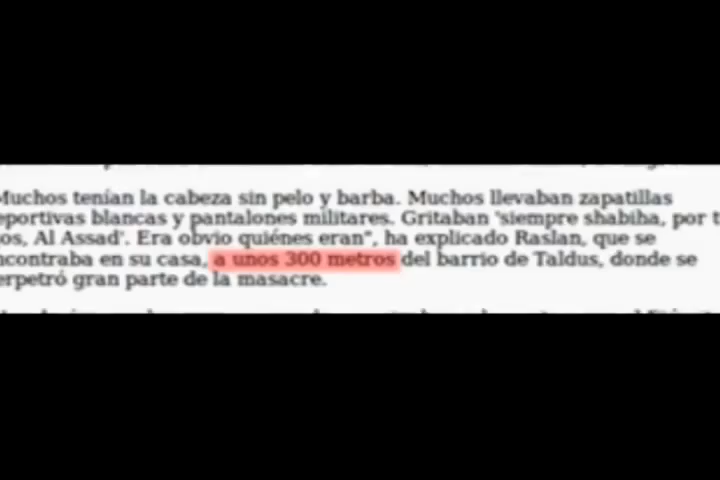 Muchos tenían la cabeza sin pelo y barba. Muchos llevaban zapatillas
eportivas blancas y pantalones militares. Gritaban 'siempre shabiha, por t
os, Al Assad'. Era obvio quiénes eran", ha explicado Raslan, que se
ncontraba en su casa, a unos 300 metros del barrio de Taldus, donde se
erpetró gran parte de la masacre.